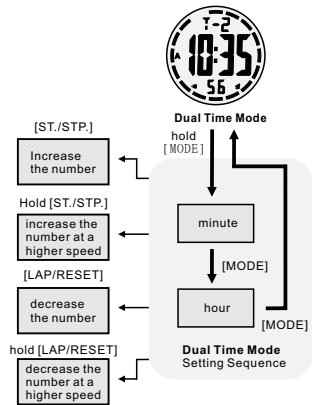 T-2
A
10:35
56
Dual Time Mode
hold
[MODE]
[ST./STP.]
Increase
the number
Hold [ST./STP.]
increase the
number at a
higher speed
[LAP/RESET]
decrease
the number
hold [LAP/RESET]
decrease the
number at a
higher speed
minute
[MODE]
hour
[MODE]
Dual Time Mode
Setting Sequence